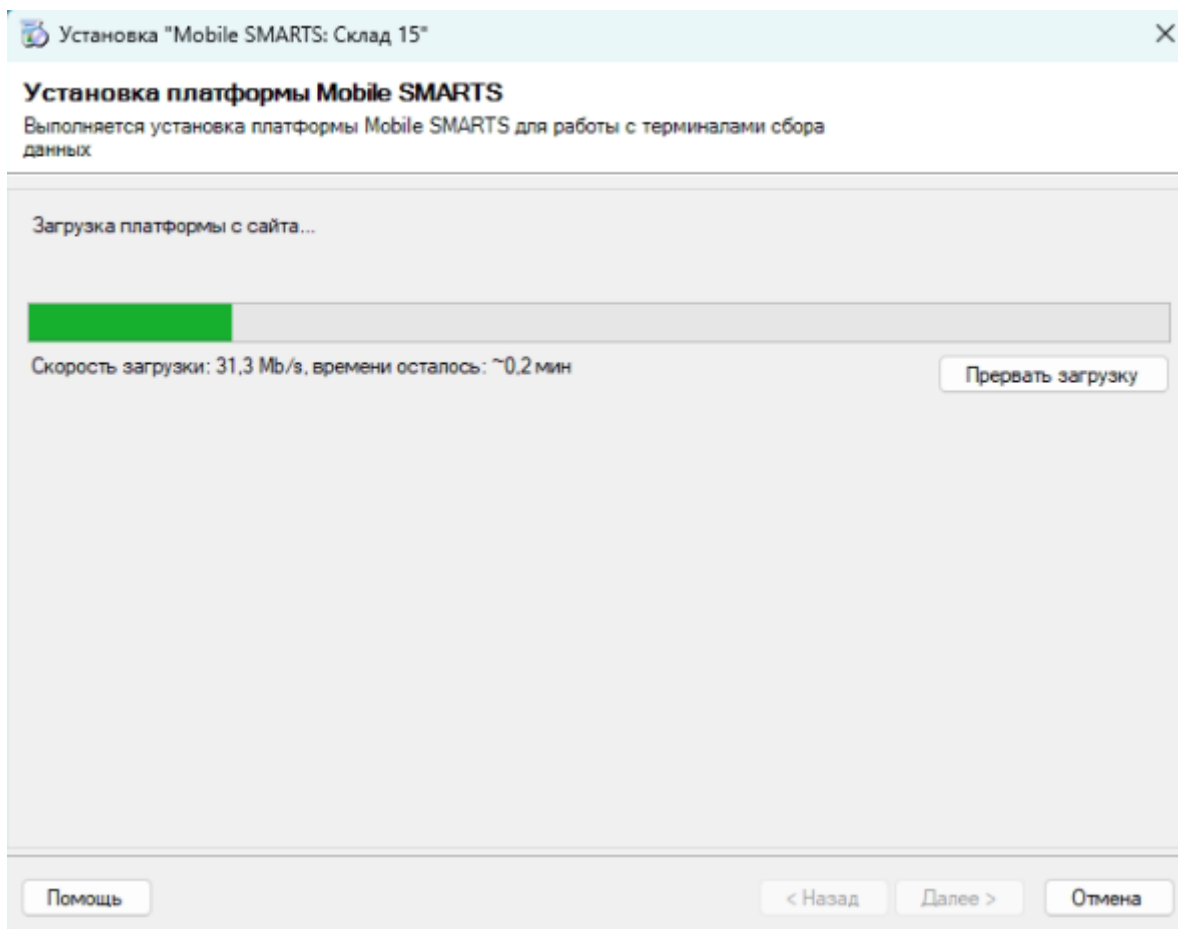 Установка "Mobile SMARTS: Склад 15"
Установка платформы Mobile SMARTS
Выполняется установка платформы Mobile SMARTS для работы с терминалами сбора
данных
Загрузка платформы с сайта...
Скорость загрузки: 31,3 Mb/s, времени осталось: ~0,2 мин
Прервать загрузку
Помощь
< Назад
Далее >
Отмена